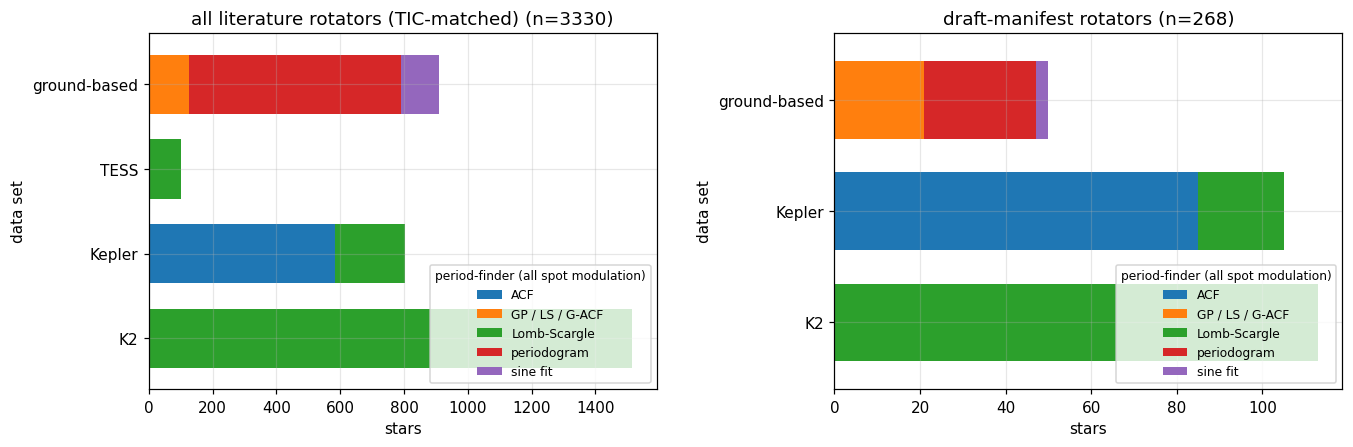 all literature rotators (TIC-matched) (n=3330)
data set
ground-based
TESS
Kepler
K2
period-finder (all spot modulation)
ACF
GP / LS / G-ACF
Lomb-Scargle
periodogram
sine fit
0 200 400 600 800 1000 1200 1400
stars
draft-manifest rotators (n=268)
data set
ground-based
Kepler
K2
period-finder (all spot modulation)
ACF
GP / LS / G-ACF
Lomb-Scargle
periodogram
sine fit
0 20 40 60 80 100
stars